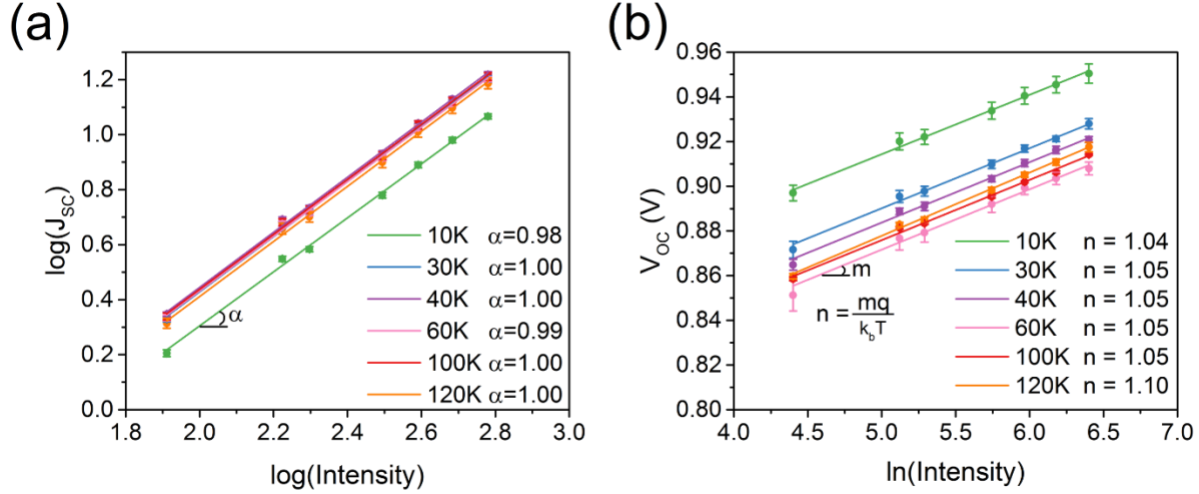 (a)
log(J_SC)
1.2
1.0
0.8
0.6
0.4
0.2
0.0
1.8 2.0 2.2 2.4 2.6 2.8 3.0
log(Intensity)
α
10K α=0.98
30K α=1.00
40K α=1.00
60K α=0.99
100K α=1.00
120K α=1.00
(b)
V_OC (V)
0.96
0.94
0.92
0.90
0.88
0.86
0.84
0.82
0.80
4.0 4.5 5.0 5.5 6.0 6.5 7.0
ln(Intensity)
m
n = mq/k_bT
10K n = 1.04
30K n = 1.05
40K n = 1.05
60K n = 1.05
100K n = 1.05
120K n = 1.10